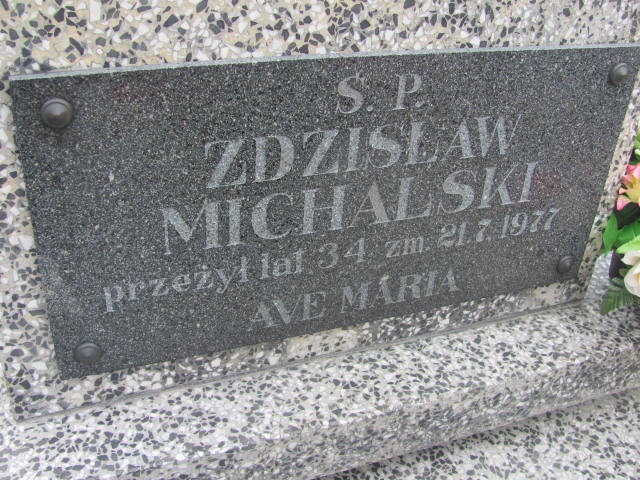 Ś. P.
ZDZISŁAW
MICHALSKI
przeżył lat 34 zm. 21.7.1977
AVE MARIA